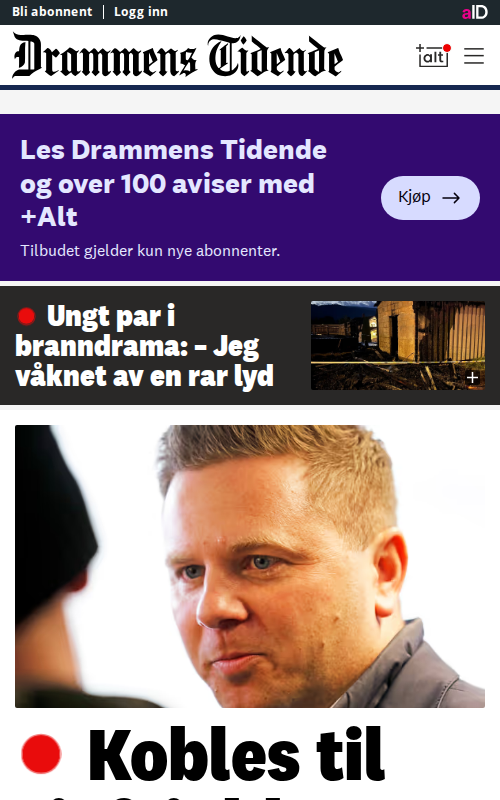 Bli abonnent | Logg inn
aID
Drammens Tidende
+alt
Les Drammens Tidende
og over 100 aviser med
+Alt
Kjøp →
Tilbudet gjelder kun nye abonnenter.
Ungt par i
branndrama: – Jeg
våknet av en rar lyd
Kobles til